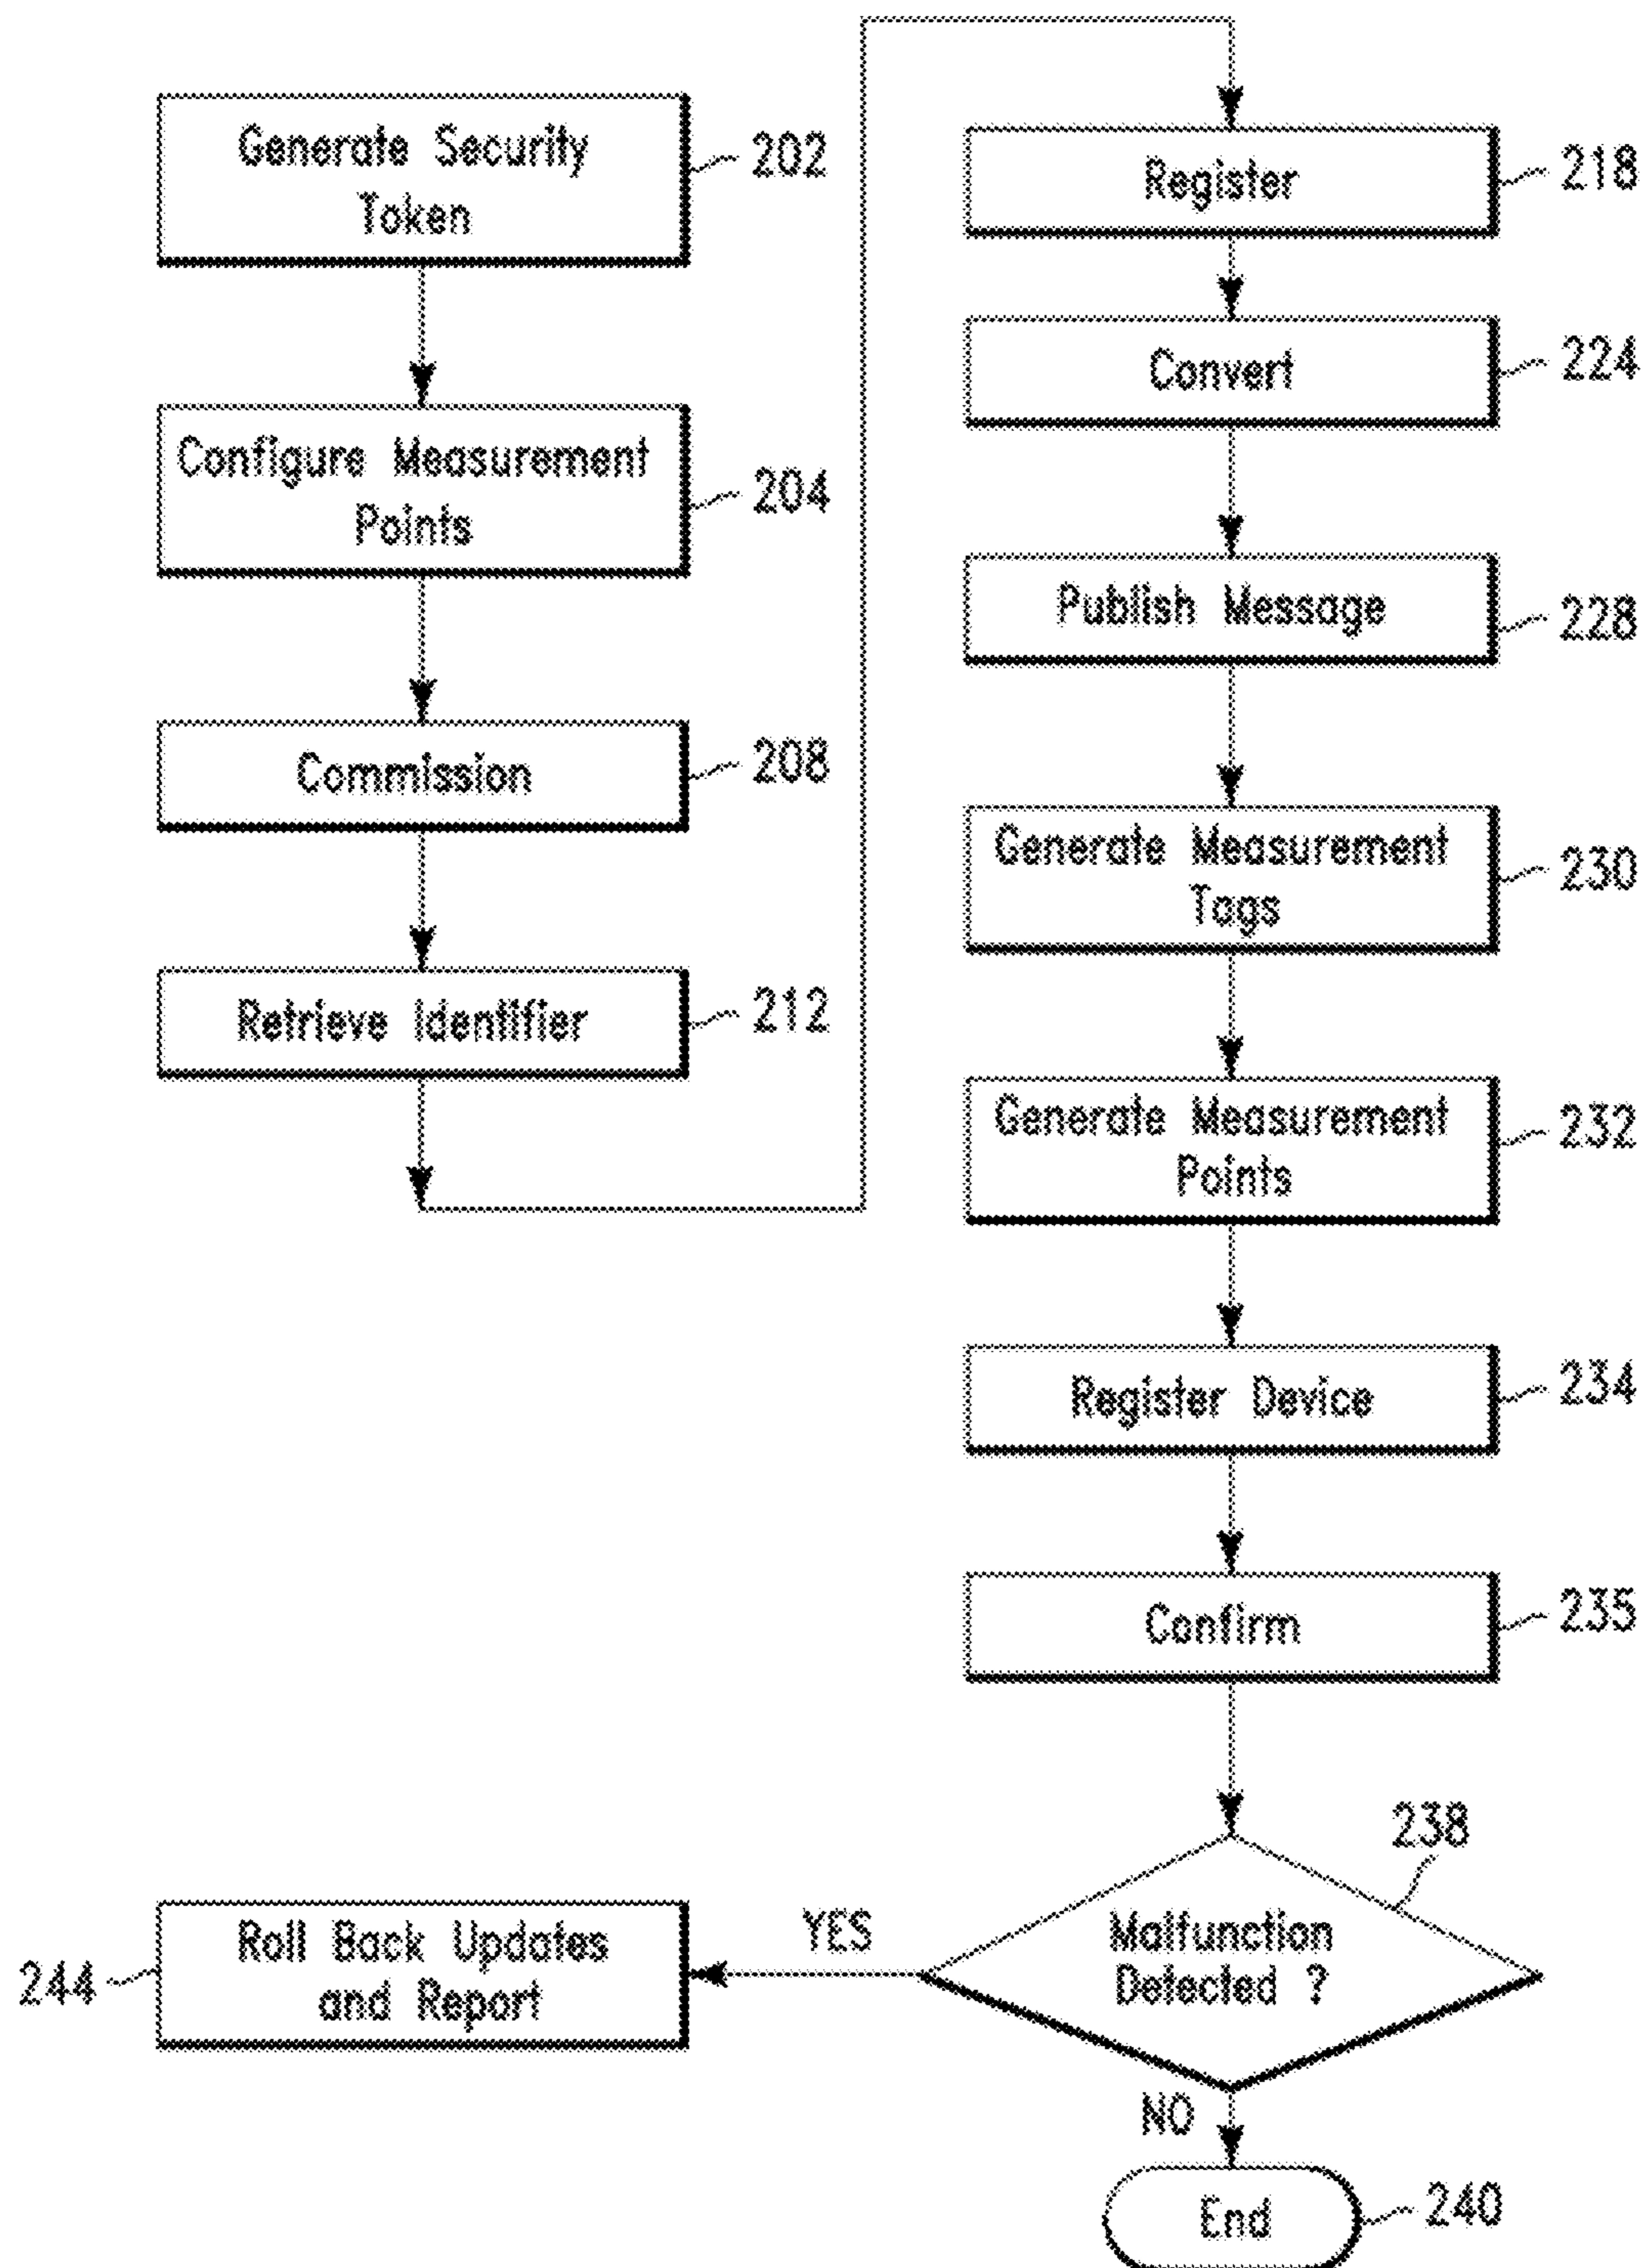 Generate Security
Token
202
Configure Measurement
Points
204
Commission
208
Retrieve Identifier
212
Register
218
Convert
224
Publish Message
228
Generate Measurement
Tags
230
Generate Measurement
Points
232
Register Device
234
Confirm
235
238
Malfunction
Detected ?
YES
Roll Back Updates
and Report
244
NO
End
240